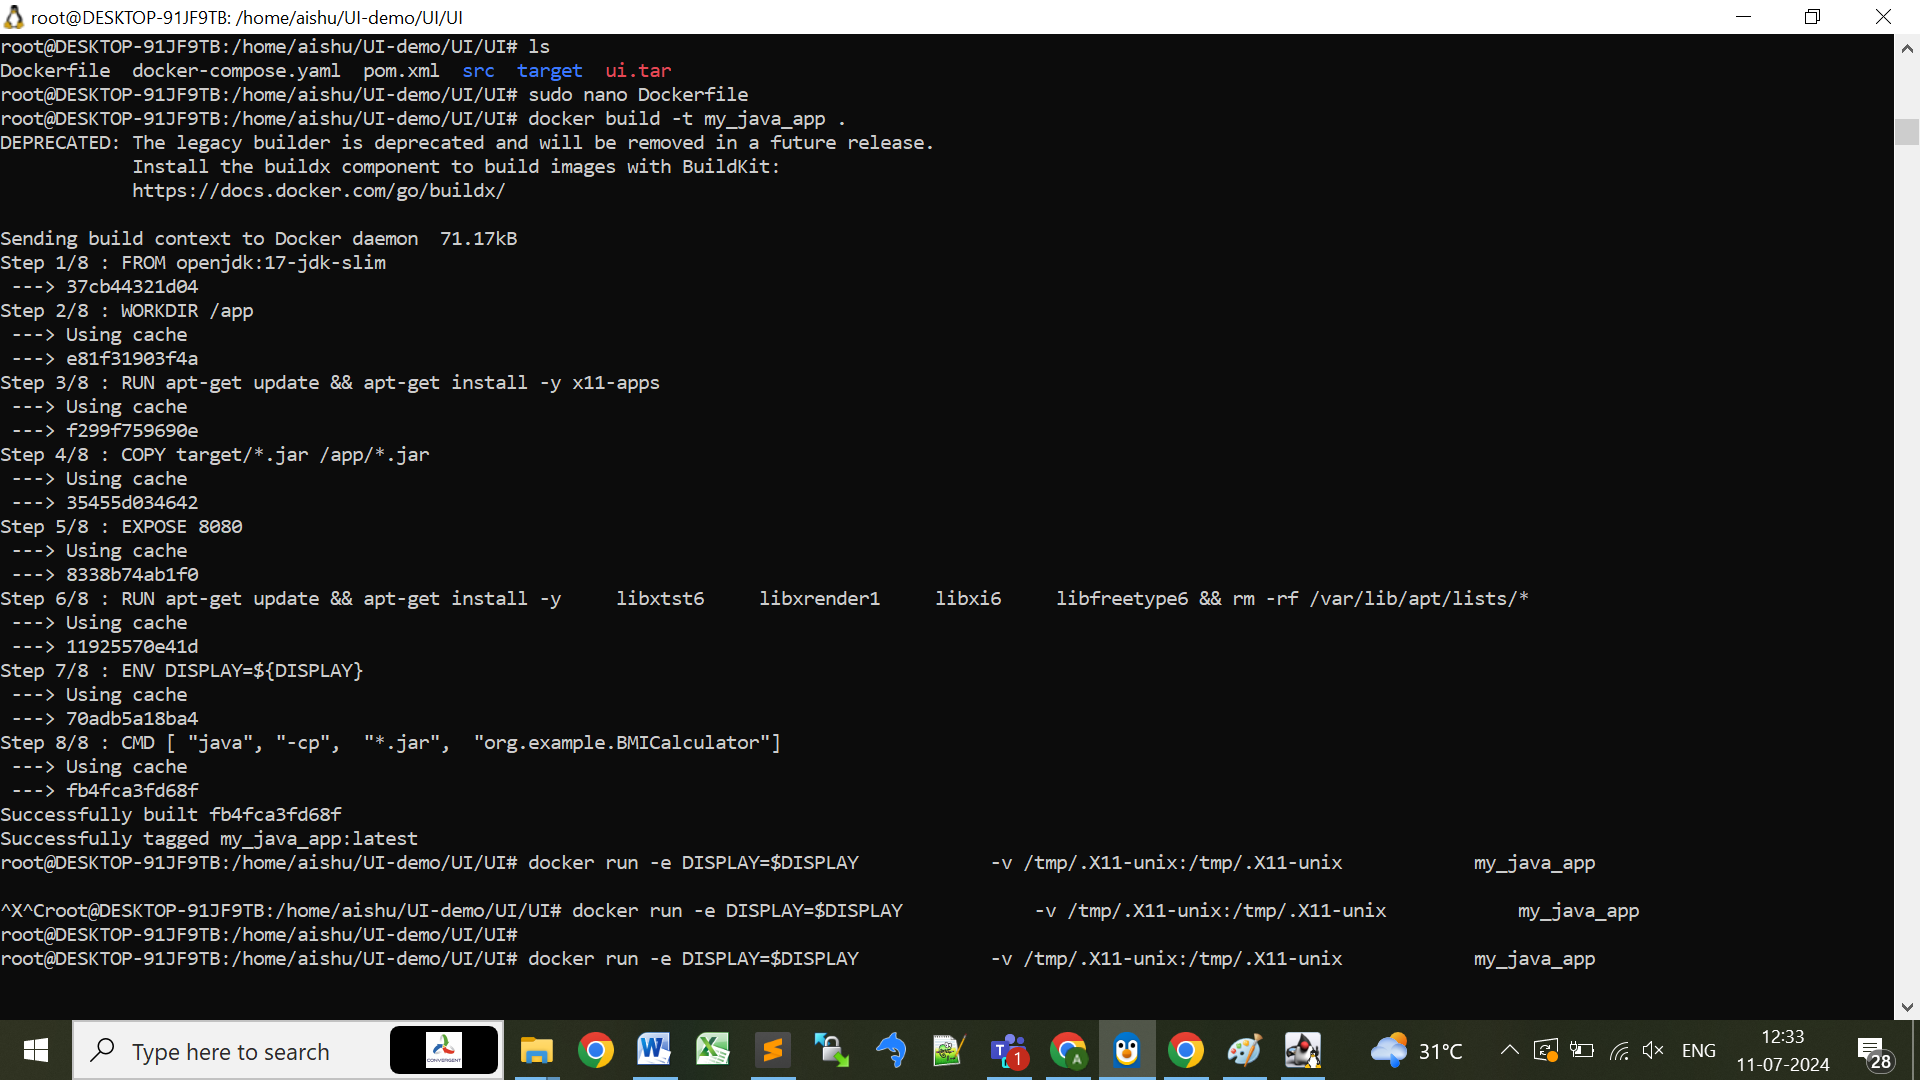 root@DESKTOP-91JF9TB: /home/aishu/UI-demo/UI/UI
root@DESKTOP-91JF9TB:/home/aishu/UI-demo/UI/UI# ls
Dockerfile  docker-compose.yaml  pom.xml  src  target  ui.tar
root@DESKTOP-91JF9TB:/home/aishu/UI-demo/UI/UI# sudo nano Dockerfile
root@DESKTOP-91JF9TB:/home/aishu/UI-demo/UI/UI# docker build -t my_java_app .
DEPRECATED: The legacy builder is deprecated and will be removed in a future release.
            Install the buildx component to build images with BuildKit:
            https://docs.docker.com/go/buildx/
Sending build context to Docker daemon  71.17kB
Step 1/8 : FROM openjdk:17-jdk-slim
 ---> 37cb44321d04
Step 2/8 : WORKDIR /app
 ---> Using cache
 ---> e81f31903f4a
Step 3/8 : RUN apt-get update && apt-get install -y x11-apps
 ---> Using cache
 ---> f299f759690e
Step 4/8 : COPY target/*.jar /app/*.jar
 ---> Using cache
 ---> 35455d034642
Step 5/8 : EXPOSE 8080
 ---> Using cache
 ---> 8338b74ab1f0
Step 6/8 : RUN apt-get update && apt-get install -y     libxtst6     libxrender1     libxi6     libfreetype6 && rm -rf /var/lib/apt/lists/*
 ---> Using cache
 ---> 11925570e41d
Step 7/8 : ENV DISPLAY=${DISPLAY}
 ---> Using cache
 ---> 70adb5a18ba4
Step 8/8 : CMD [ "java", "-cp",  "*.jar",  "org.example.BMICalculator"]
 ---> Using cache
 ---> fb4fca3fd68f
Successfully built fb4fca3fd68f
Successfully tagged my_java_app:latest
root@DESKTOP-91JF9TB:/home/aishu/UI-demo/UI/UI# docker run -e DISPLAY=$DISPLAY            -v /tmp/.X11-unix:/tmp/.X11-unix            my_java_app
^X^Croot@DESKTOP-91JF9TB:/home/aishu/UI-demo/UI/UI# docker run -e DISPLAY=$DISPLAY            -v /tmp/.X11-unix:/tmp/.X11-unix            my_java_app
root@DESKTOP-91JF9TB:/home/aishu/UI-demo/UI/UI#
root@DESKTOP-91JF9TB:/home/aishu/UI-demo/UI/UI# docker run -e DISPLAY=$DISPLAY            -v /tmp/.X11-unix:/tmp/.X11-unix            my_java_app
Type here to search
CONVERGENT
1
A
31°C
ENG
12:33
11-07-2024
28